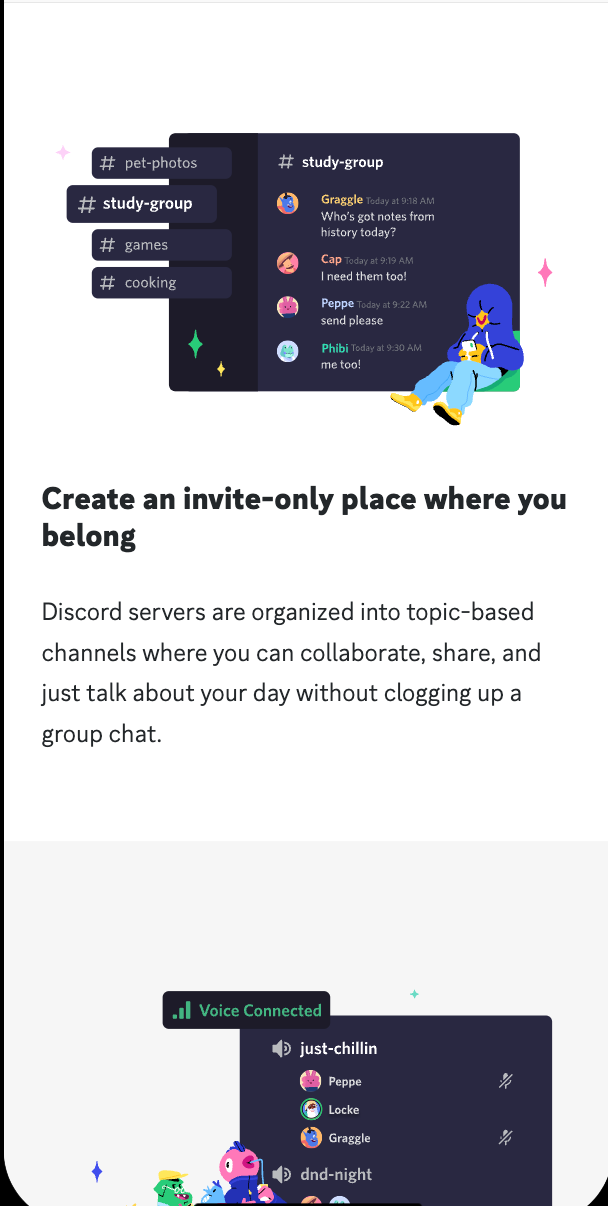 # pet-photos
# study-group
# games
# cooking
# study-group
Graggle Today at 9:18 AM
Who's got notes from
history today?
Cap Today at 9:19 AM
I need them too!
Peppe Today at 9:22 AM
send please
Phibi Today at 9:30 AM
me too!
Create an invite-only place where you
belong
Discord servers are organized into topic-based
channels where you can collaborate, share, and
just talk about your day without clogging up a
group chat.
Voice Connected
just-chillin
Peppe
Locke
Graggle
dnd-night